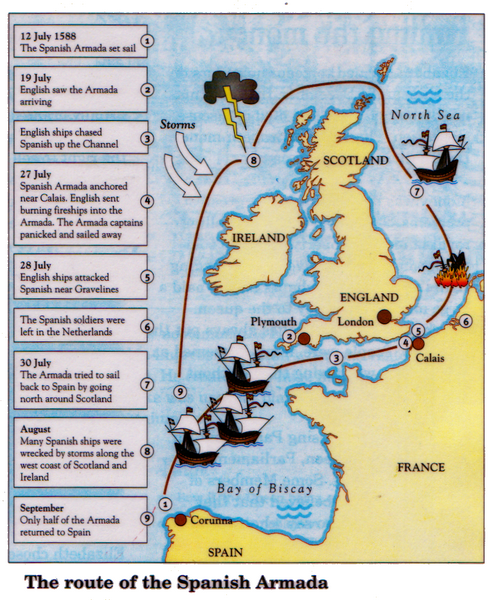 12 July 1588
The Spanish Armada set sail
1
19 July
English saw the Armada
arriving
2
English ships chased
Spanish up the Channel
3
27 July
Spanish Armada anchored
near Calais. English sent
burning fireships into the
Armada. The Armada captains
panicked and sailed away
4
28 July
English ships attacked
Spanish near Gravelines
5
The Spanish soldiers were
left in the Netherlands
6
30 July
The Armada tried to sail
back to Spain by going
north around Scotland
7
August
Many Spanish ships were
wrecked by storms along the
west coast of Scotland and
Ireland
8
September
Only half of the Armada
returned to Spain
9
Storms
8
North Sea
SCOTLAND
7
IRELAND
ENGLAND
Plymouth
London
2
5
6
4
3
Calais
9
FRANCE
Bay of Biscay
1
Corunna
SPAIN
The route of the Spanish Armada